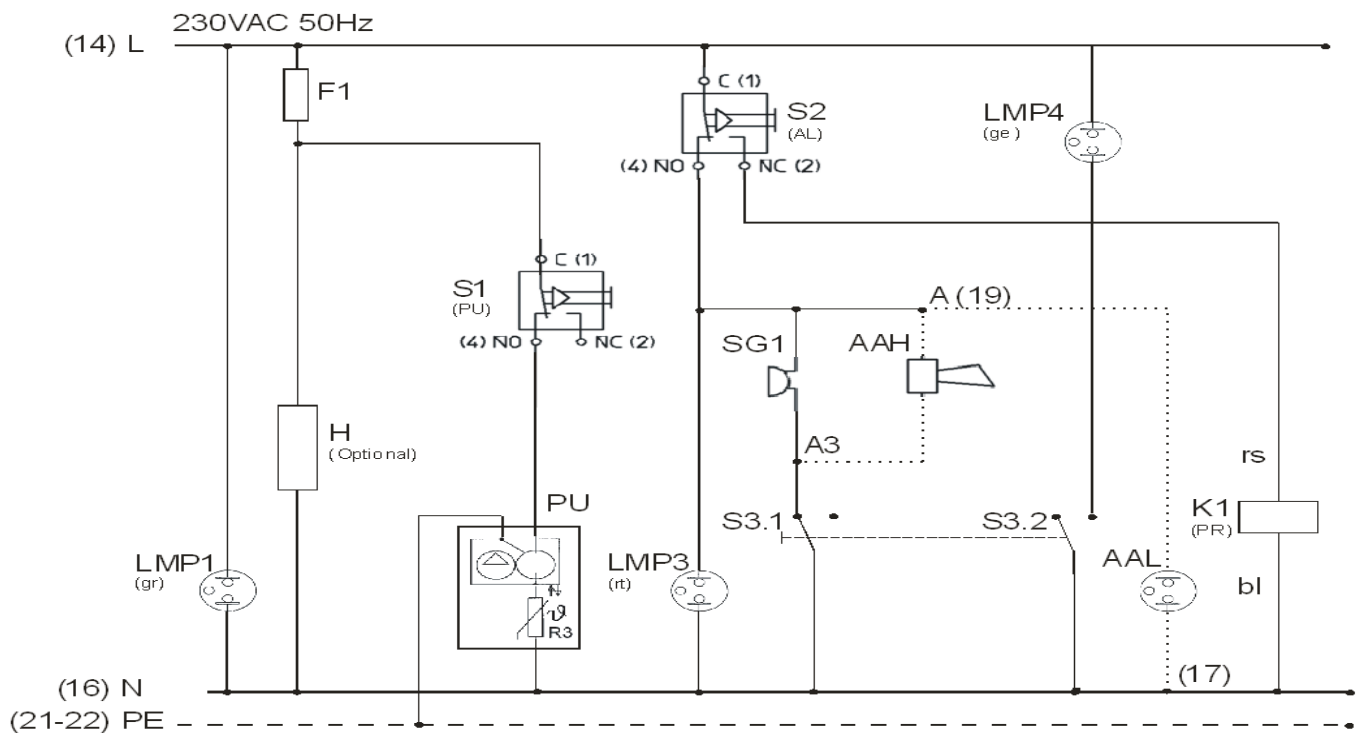 230VAC 50Hz
(14) L
F1
C (1)
S2
(AL)
LMP4
(ge)
(4) NO
NC (2)
C (1)
S1
(PU)
(4) NO
NC (2)
A (19)
SG1
AAH
H
(Optional)
A3
rs
PU
S3.1
S3.2
K1
(PR)
LMP1
(gr)
LMP3
(rt)
AAL
bl
ϑ
R3
(16) N
(17)
(21-22) PE